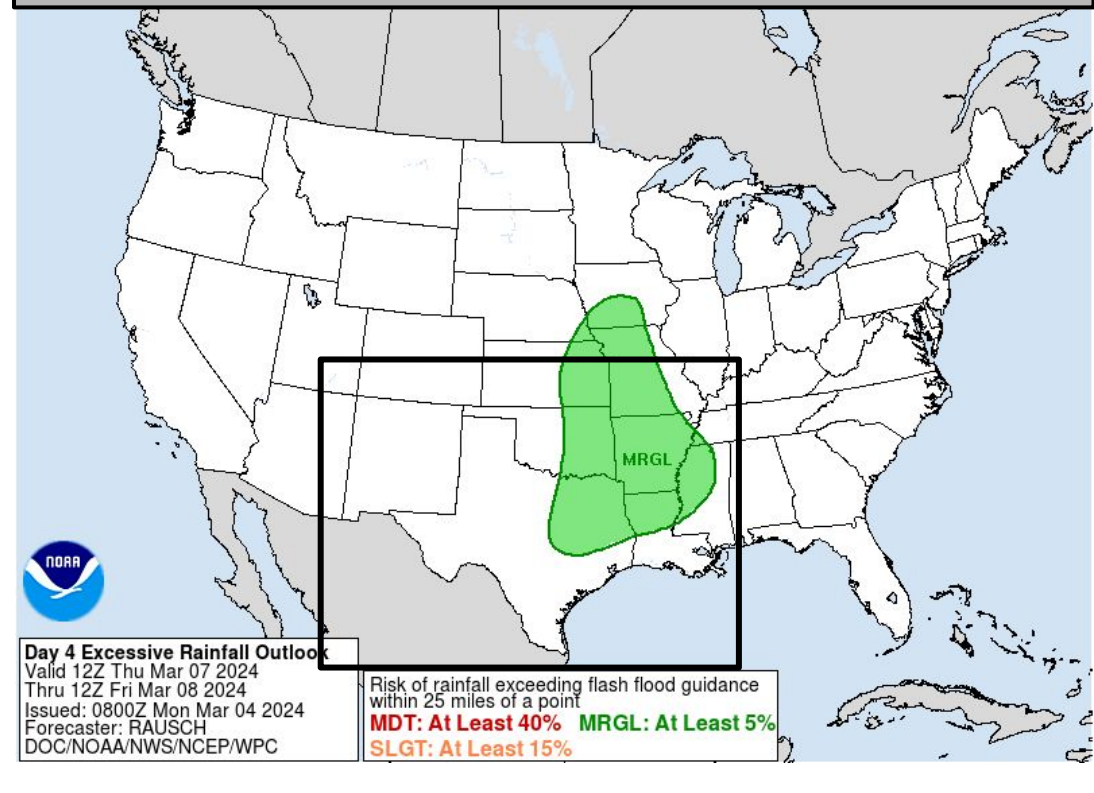 MRGL
NOAA
Day 4 Excessive Rainfall Outlook
Valid 12Z Thu Mar 07 2024
Thru 12Z Fri Mar 08 2024
Issued: 0800Z Mon Mar 04 2024
Forecaster: RAUSCH
DOC/NOAA/NWS/NCEP/WPC
Risk of rainfall exceeding flash flood guidance
within 25 miles of a point
MDT: At Least 40% MRGL: At Least 5%
SLGT: At Least 15%